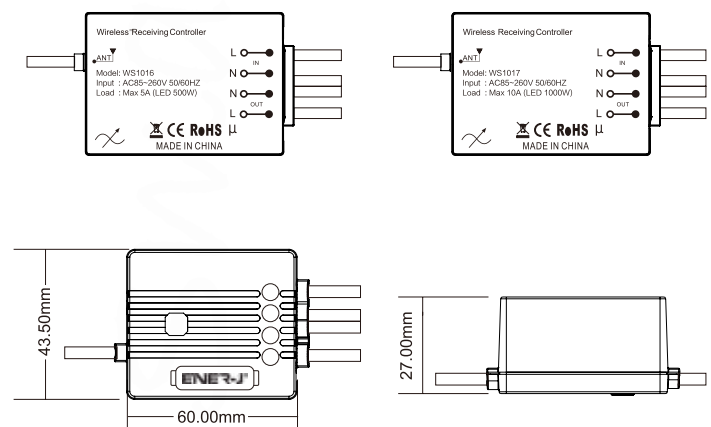 Wireless Receiving Controller
ANT
Model: WS1016
Input : AC85~260V 50/60HZ
Load : Max 5A (LED 500W)
L
IN
N
N
OUT
L
CE RoHS μ
MADE IN CHINA
Wireless Receiving Controller
ANT
Model: WS1017
Input : AC85~260V 50/60HZ
Load : Max 10A (LED 1000W)
L
IN
N
N
OUT
L
CE RoHS μ
MADE IN CHINA
43.50mm
ENER-J®
60.00mm
27.00mm